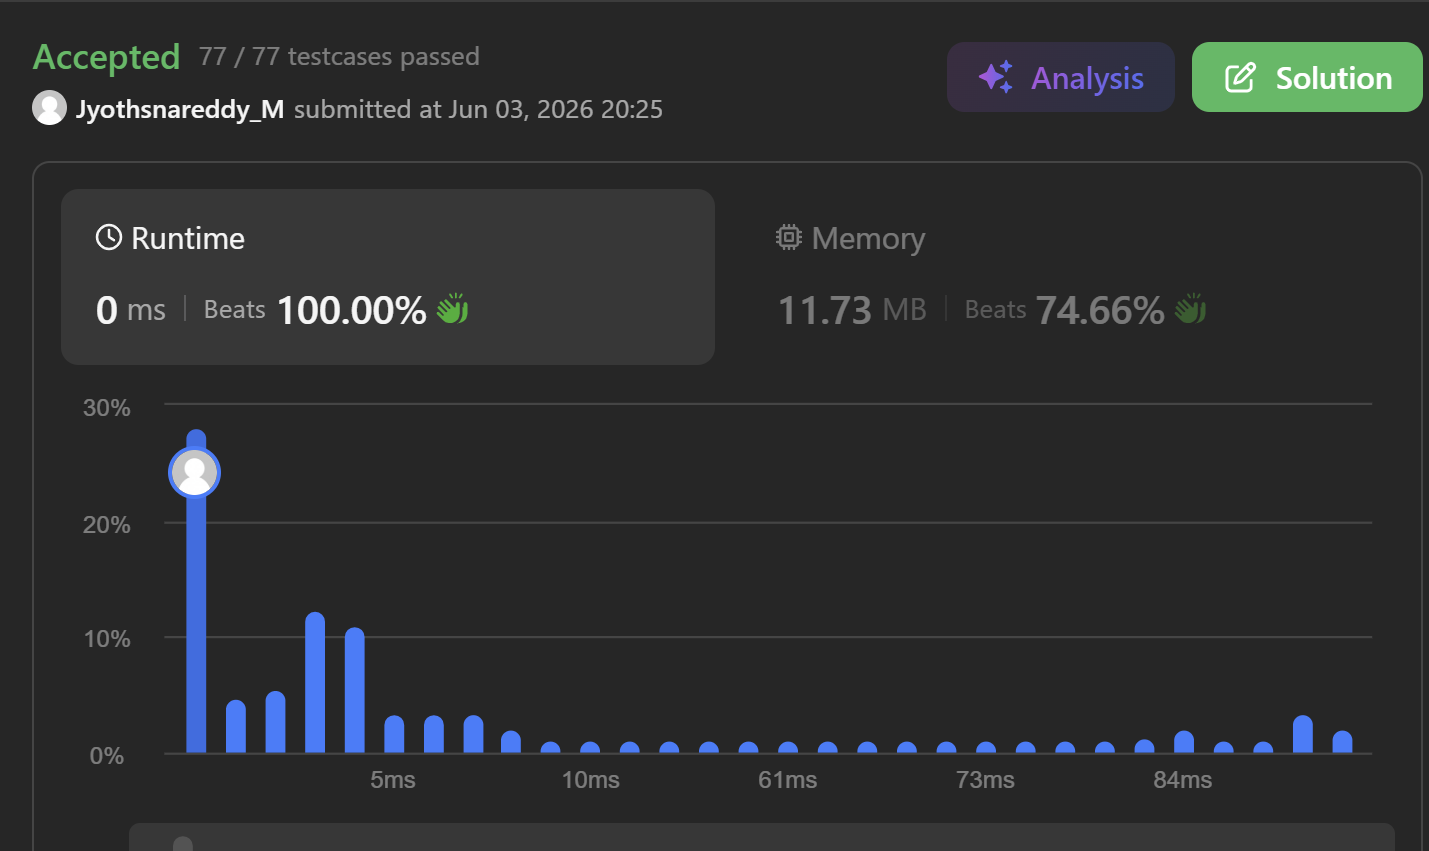 Accepted 77 / 77 testcases passed
Jyothsnareddy_M submitted at Jun 03, 2026 20:25
Analysis
Solution
Runtime
0 ms | Beats 100.00%
Memory
11.73 MB | Beats 74.66%
30%
20%
10%
0%
5ms 10ms 61ms 73ms 84ms